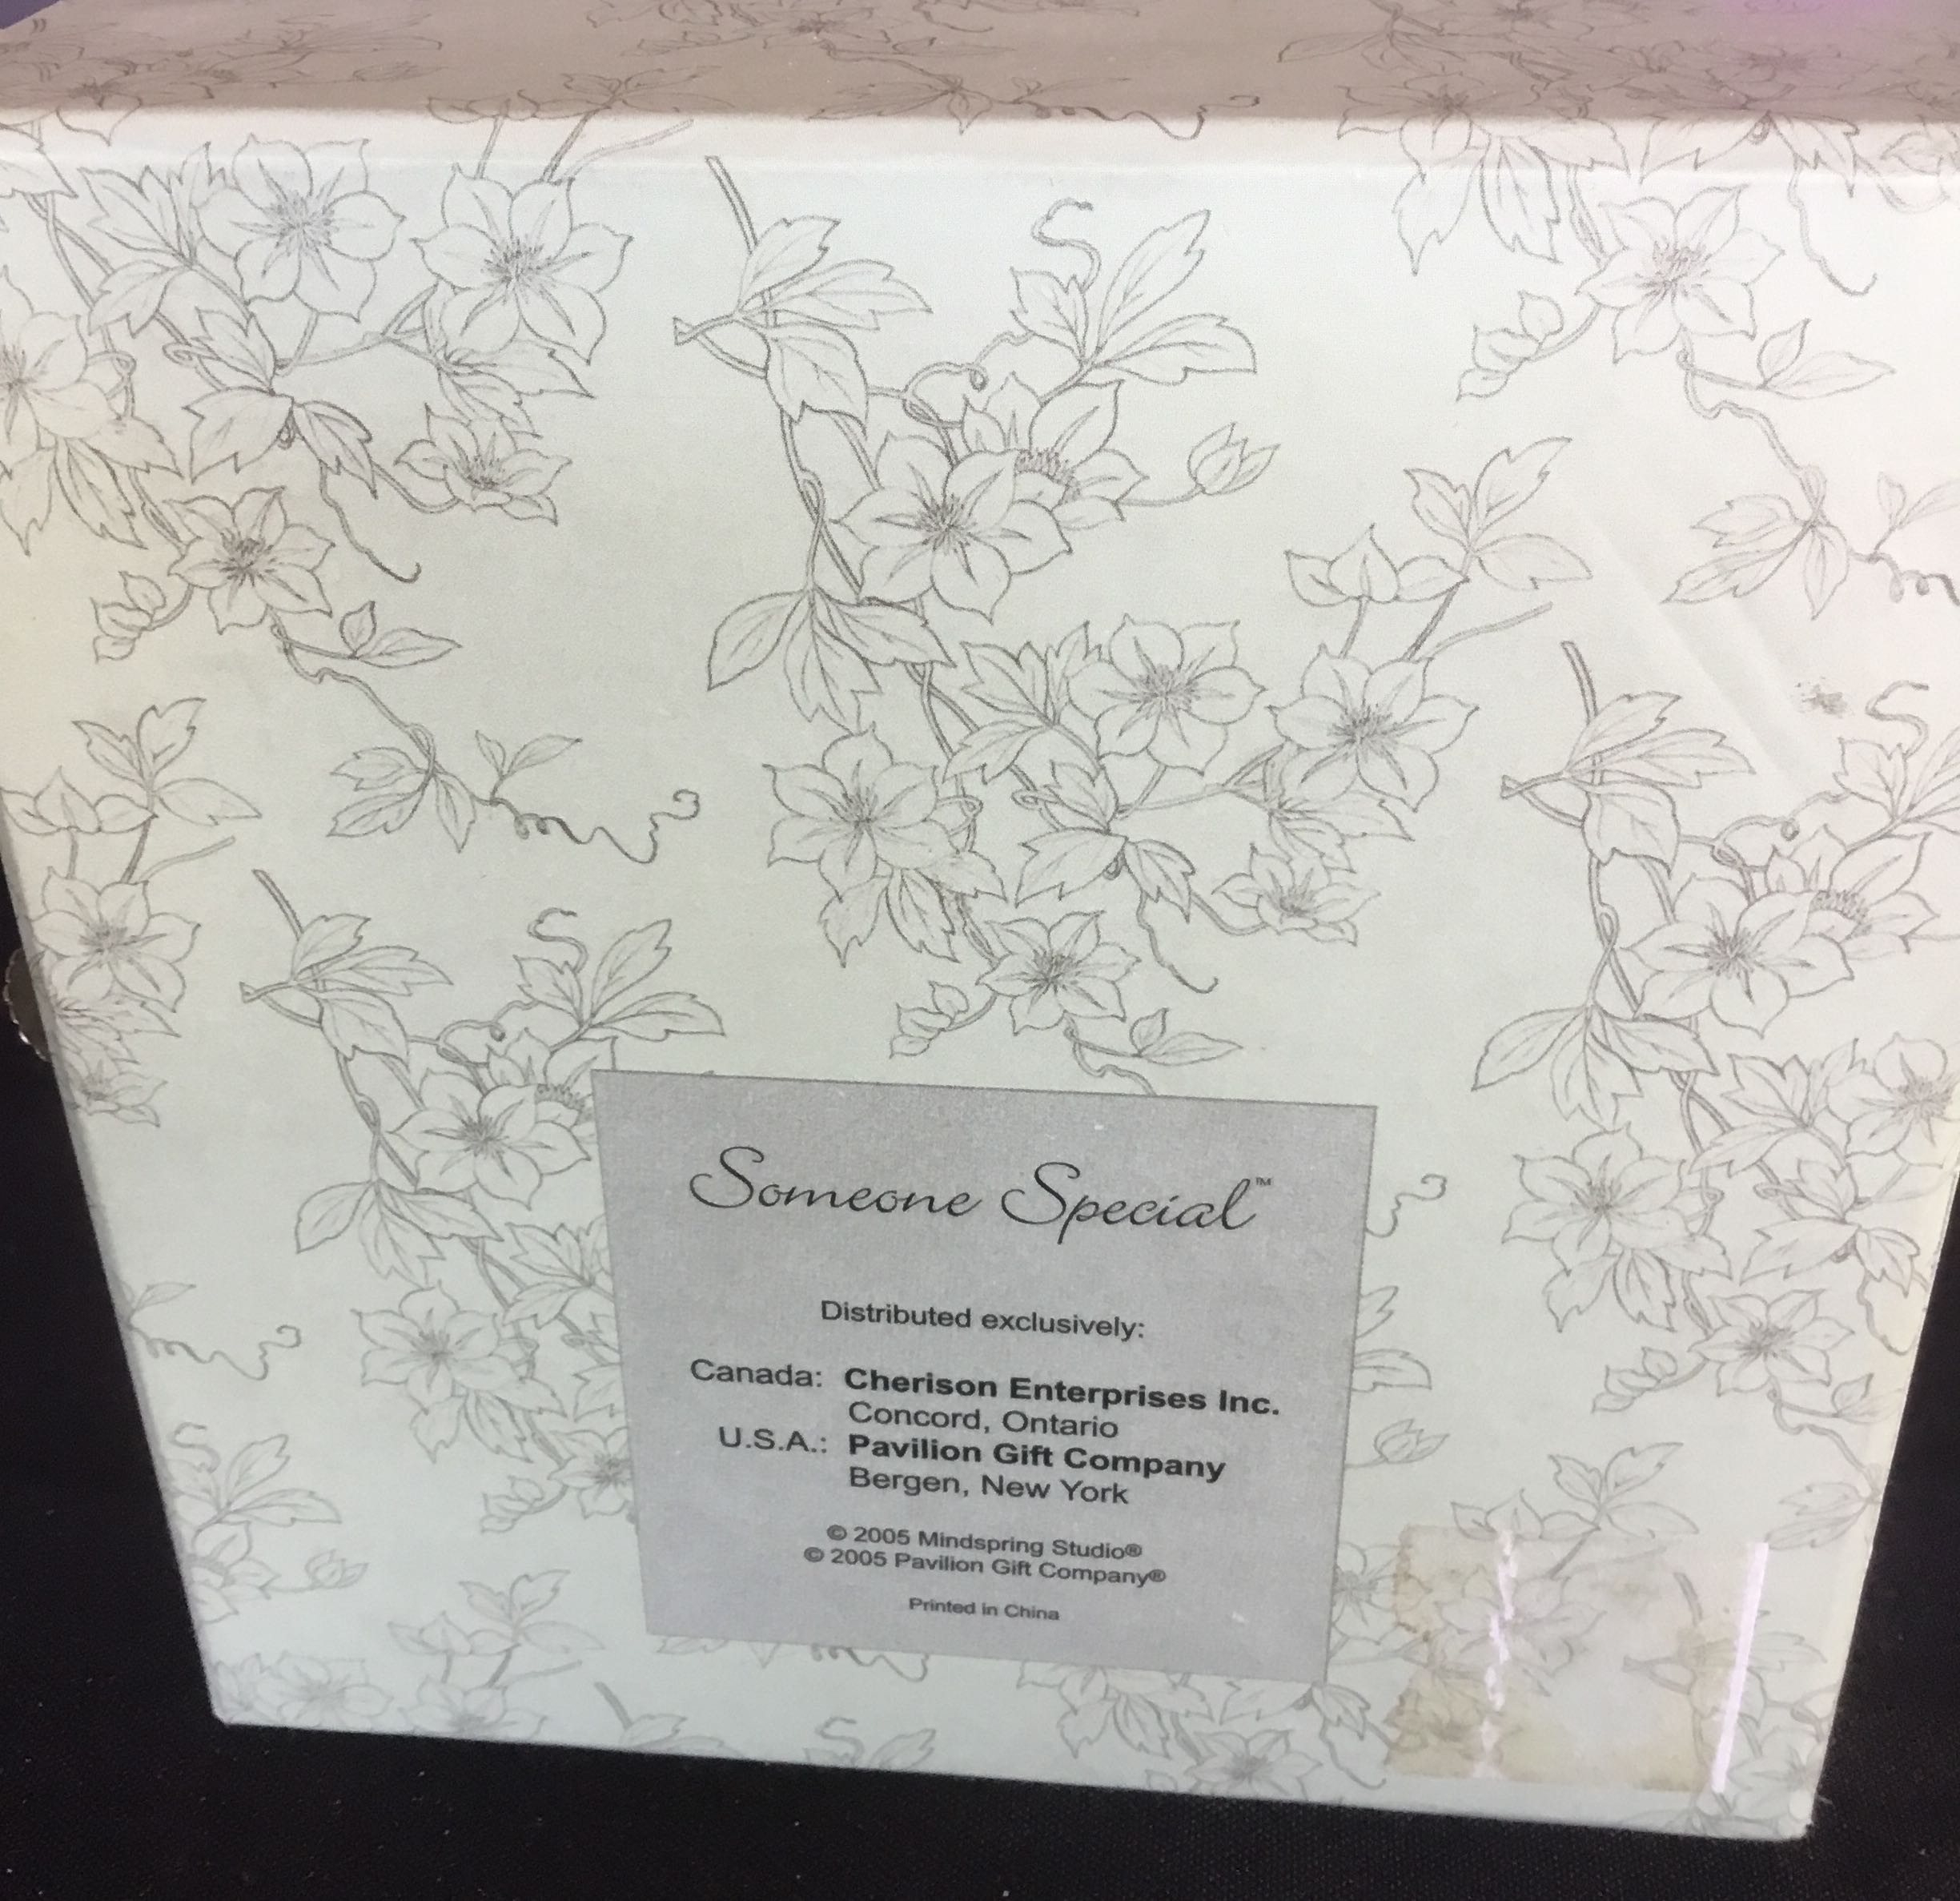 Someone Special™
Distributed exclusively:
Canada: Cherison Enterprises Inc.
Concord, Ontario
U.S.A.: Pavilion Gift Company
Bergen, New York
© 2005 Mindspring Studio®
© 2005 Pavilion Gift Company®
Printed in China